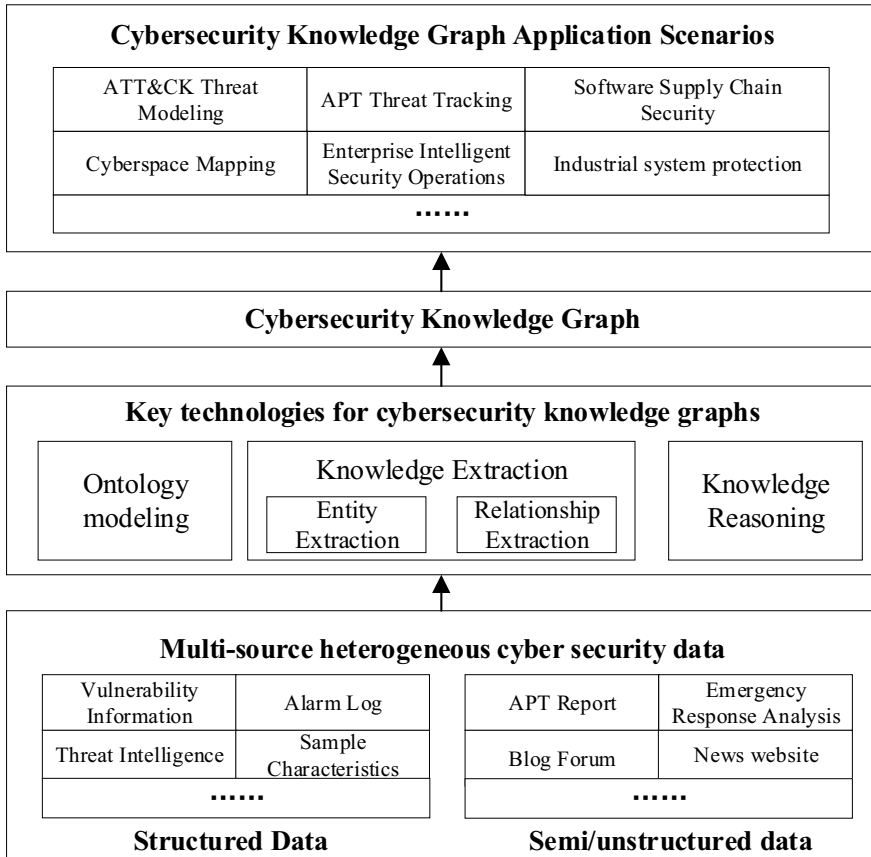 Cybersecurity Knowledge Graph Application Scenarios
ATT&CK Threat
Modeling
APT Threat Tracking
Software Supply Chain
Security
Cyberspace Mapping
Enterprise Intelligent
Security Operations
Industrial system protection
......
Cybersecurity Knowledge Graph
Key technologies for cybersecurity knowledge graphs
Ontology
modeling
Knowledge Extraction
Entity
Extraction
Relationship
Extraction
Knowledge
Reasoning
Multi-source heterogeneous cyber security data
Vulnerability
Information
Alarm Log
Threat Intelligence
Sample
Characteristics
......
Structured Data
APT Report
Emergency
Response Analysis
Blog Forum
News website
......
Semi/unstructured data